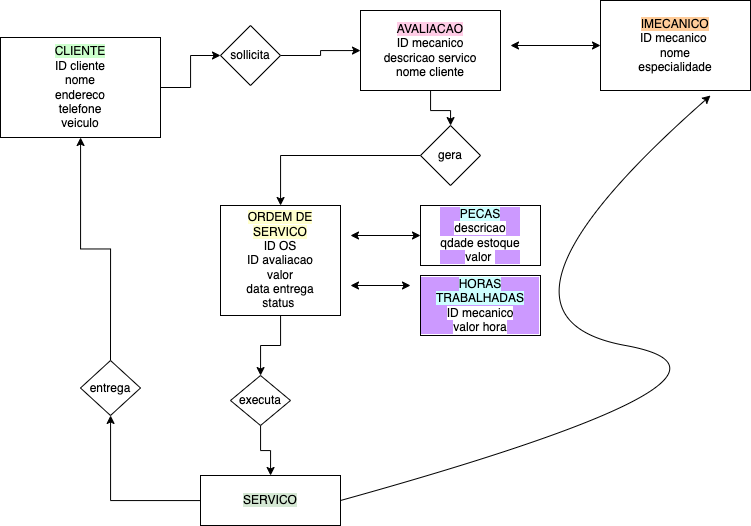 CLIENTE
ID cliente
nome
endereco
telefone
veiculo
sollicita
AVALIACAO
ID mecanico
descricao servico
nome cliente
IMECANICO
ID mecanico
nome
especialidade
gera
ORDEM DE
SERVICO
ID OS
ID avaliacao
valor
data entrega
status
PECAS
descricao
qdade estoque
valor
HORAS
TRABALHADAS
ID mecanico
valor hora
entrega
executa
SERVICO